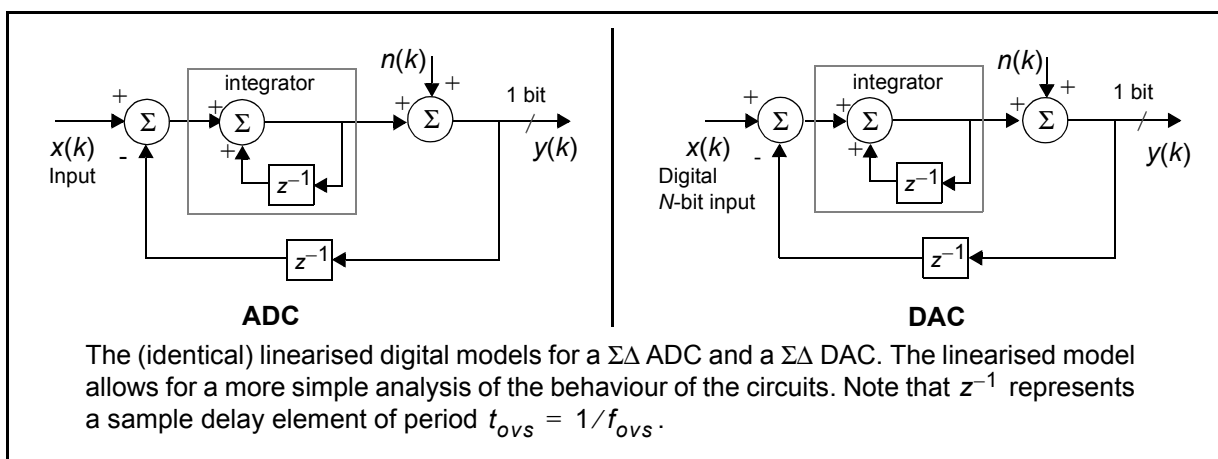 integrator
n(k)
+
+
+
+
1 bit
Σ
Σ
Σ
x(k)
Input
-
+
z⁻¹
y(k)
z⁻¹
ADC
integrator
n(k)
+
+
+
+
1 bit
Σ
Σ
Σ
x(k)
Digital
N-bit input
-
+
z⁻¹
y(k)
z⁻¹
DAC
The (identical) linearised digital models for a ΣΔ ADC and a ΣΔ DAC. The linearised model
allows for a more simple analysis of the behaviour of the circuits. Note that z⁻¹ represents
a sample delay element of period t_ovs = 1/f_ovs.